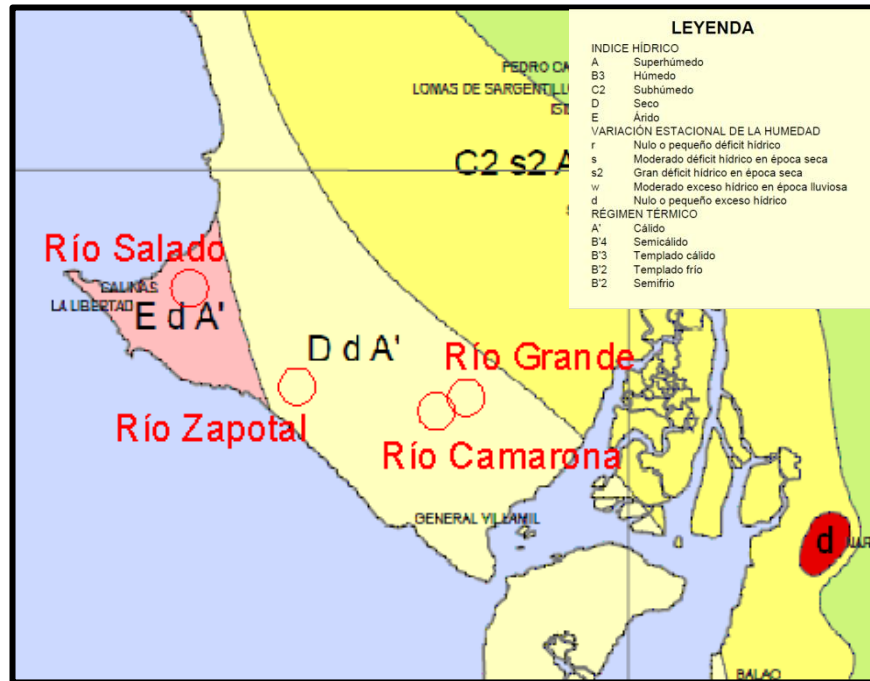 LEYENDA
INDICE HÍDRICO
A Superhúmedo
B3 Húmedo
C2 Subhúmedo
D Seco
E Árido
VARIACIÓN ESTACIONAL DE LA HUMEDAD
r Nulo o pequeño déficit hídrico
s Moderado déficit hídrico en época seca
s2 Gran déficit hídrico en época seca
w Moderado exceso hídrico en época lluviosa
d Nulo o pequeño exceso hídrico
RÉGIMEN TÉRMICO
A' Cálido
B'4 Semicálido
B'3 Templado cálido
B'2 Templado frío
B'2 Semifrio
PEDRO
LOMAS DE SARGENTILL
C2 s2 A
Río Salado
SALINAS
LA LIBERTAD
E d A'
D d A'
Río Grande
Río Zapotal
Río Camarona
GENERAL VILLAMIL
d
BALAO